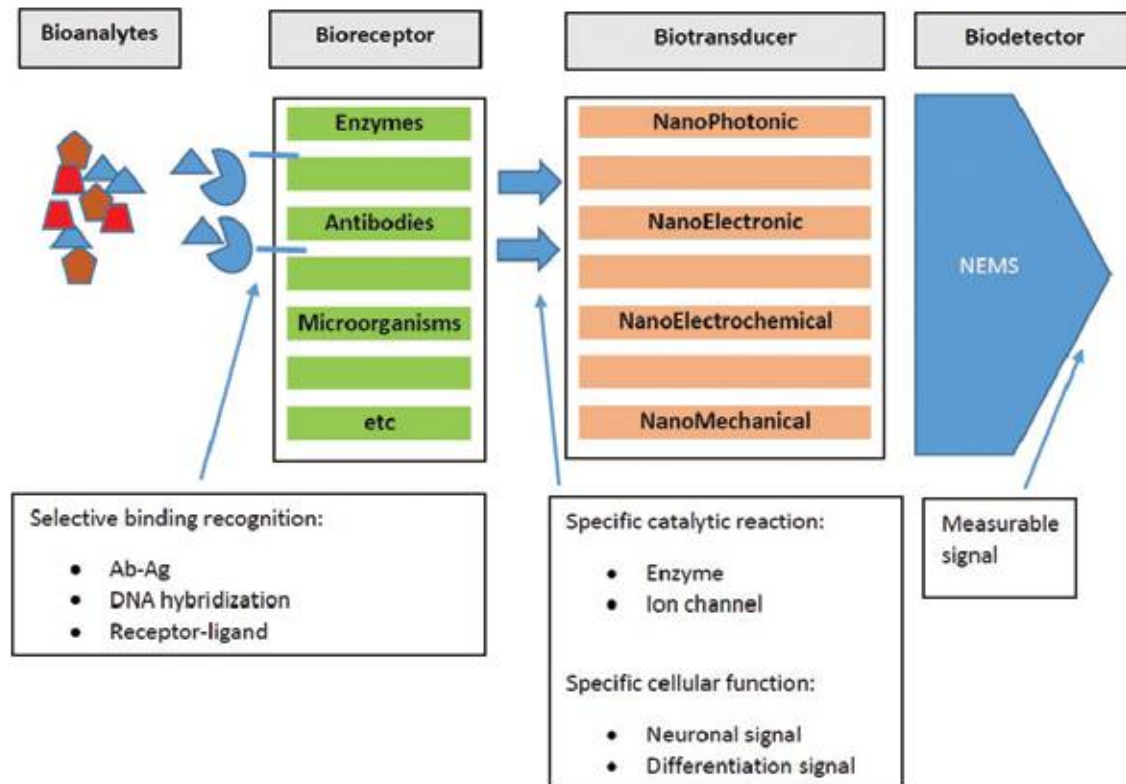 Bioanalytes
Bioreceptor
Biotransducer
Biodetector
Enzymes
Antibodies
Microorganisms
etc
NanoPhotonic
NanoElectronic
NanoElectrochemical
NanoMechanical
NEMS
Selective binding recognition:
• Ab-Ag
• DNA hybridization
• Receptor-ligand
Specific catalytic reaction:
• Enzyme
• Ion channel
Specific cellular function:
• Neuronal signal
• Differentiation signal
Measurable
signal